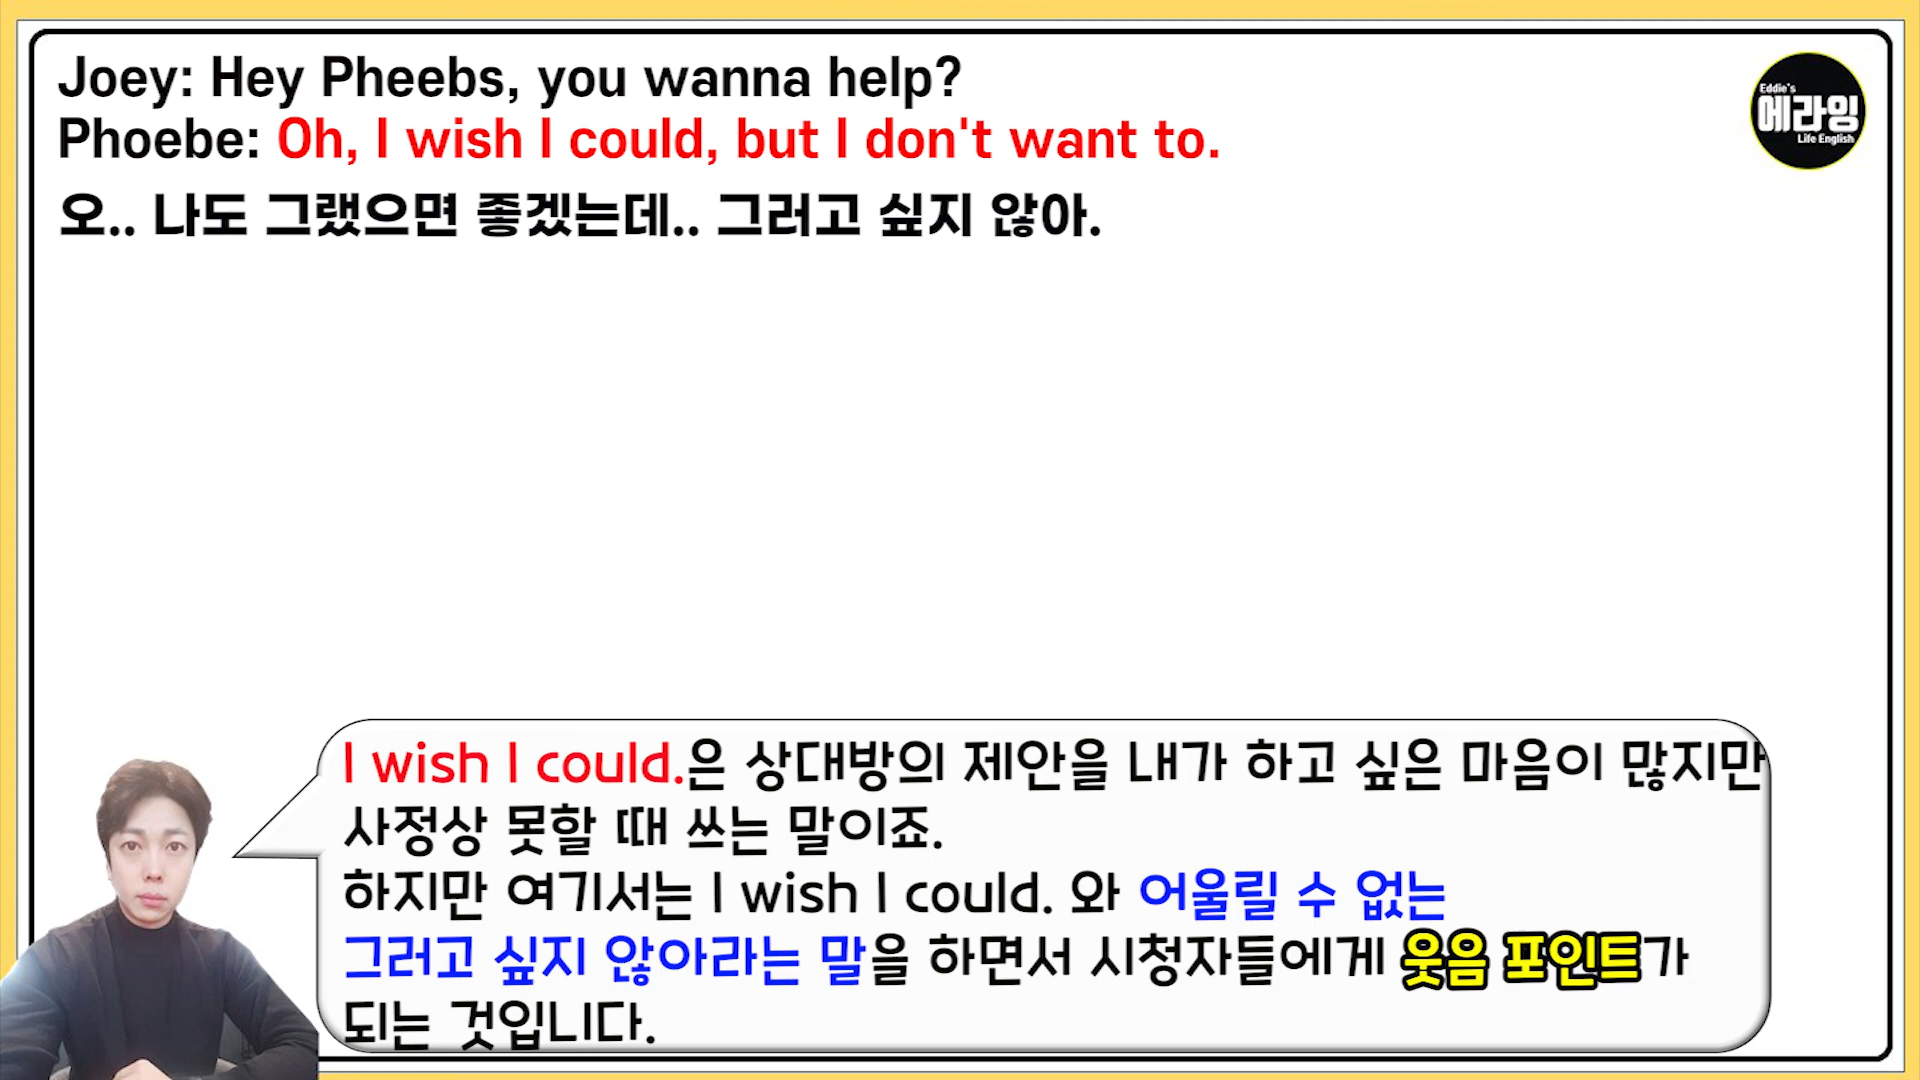 Joey: Hey Pheebs, you wanna help?
Phoebe: Oh, I wish I could, but I don't want to.
오.. 나도 그랬으면 좋겠는데.. 그러고 싶지 않아.
Eddie's
에라잉
Life English
I wish I could.은 상대방의 제안을 내가 하고 싶은 마음이 많지만
사정상 못할 때 쓰는 말이죠.
하지만 여기서는 I wish I could. 와 어울릴 수 없는
그러고 싶지 않아라는 말을 하면서 시청자들에게 웃음 포인트가
되는 것입니다.